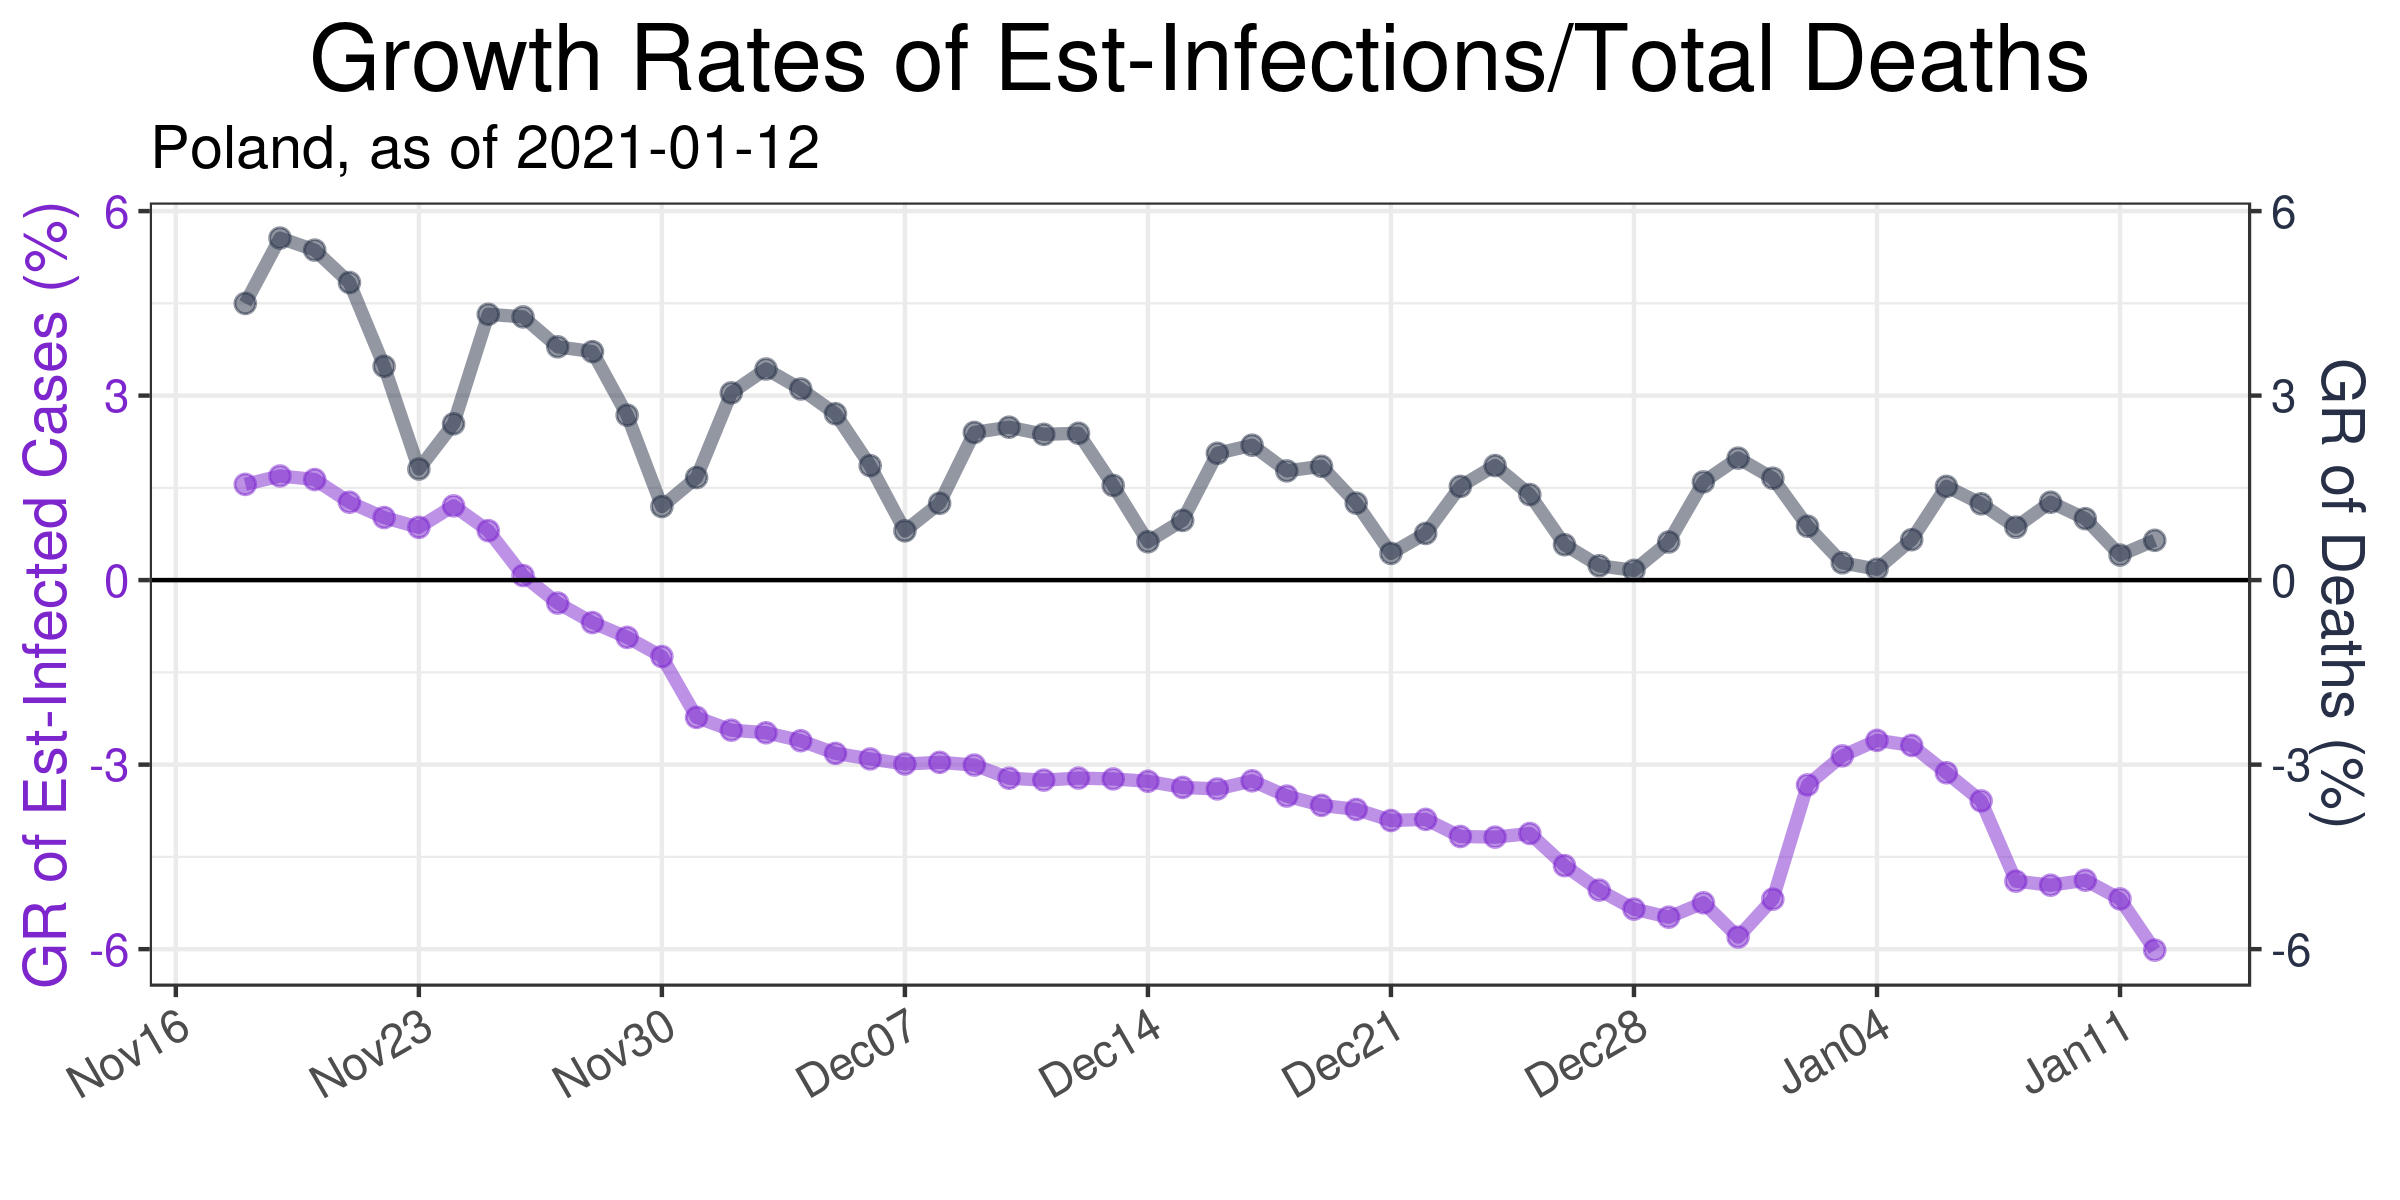 Growth Rates of Est-Infections/Total Deaths
Poland, as of 2021-01-12
GR of Est-Infected Cases (%)
6
3
0
-3
-6
6
3
0
-3
-6
GR of Deaths (%)
Nov16
Nov23
Nov30
Dec07
Dec14
Dec21
Dec28
Jan04
Jan11